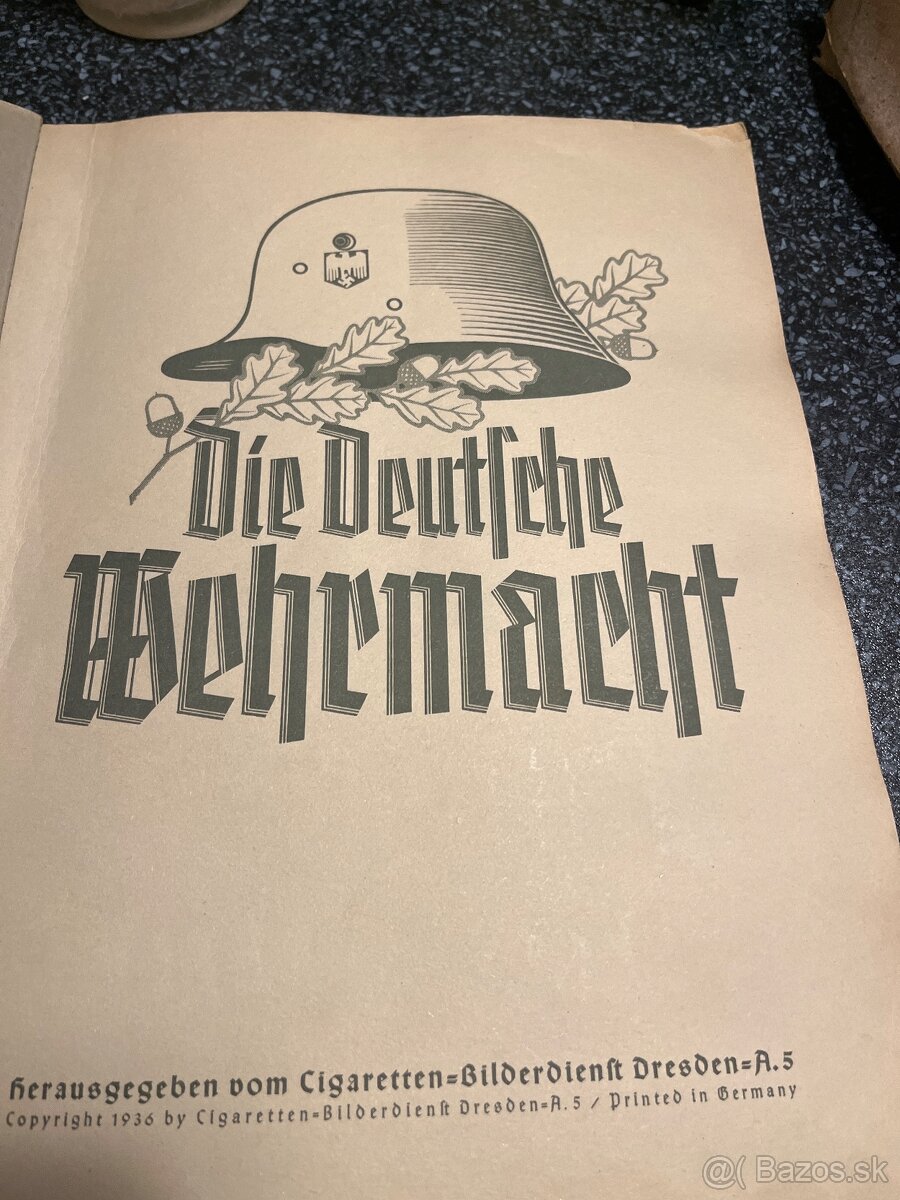 Die Deutſche
Wehrmacht
Herausgegeben vom Cigaretten=Bilderdienſt Dresden=A.5
Copyright 1936 by Cigaretten=Bilderdienſt Dresden=A.5 / Printed in Germany
@( Bazos.sk